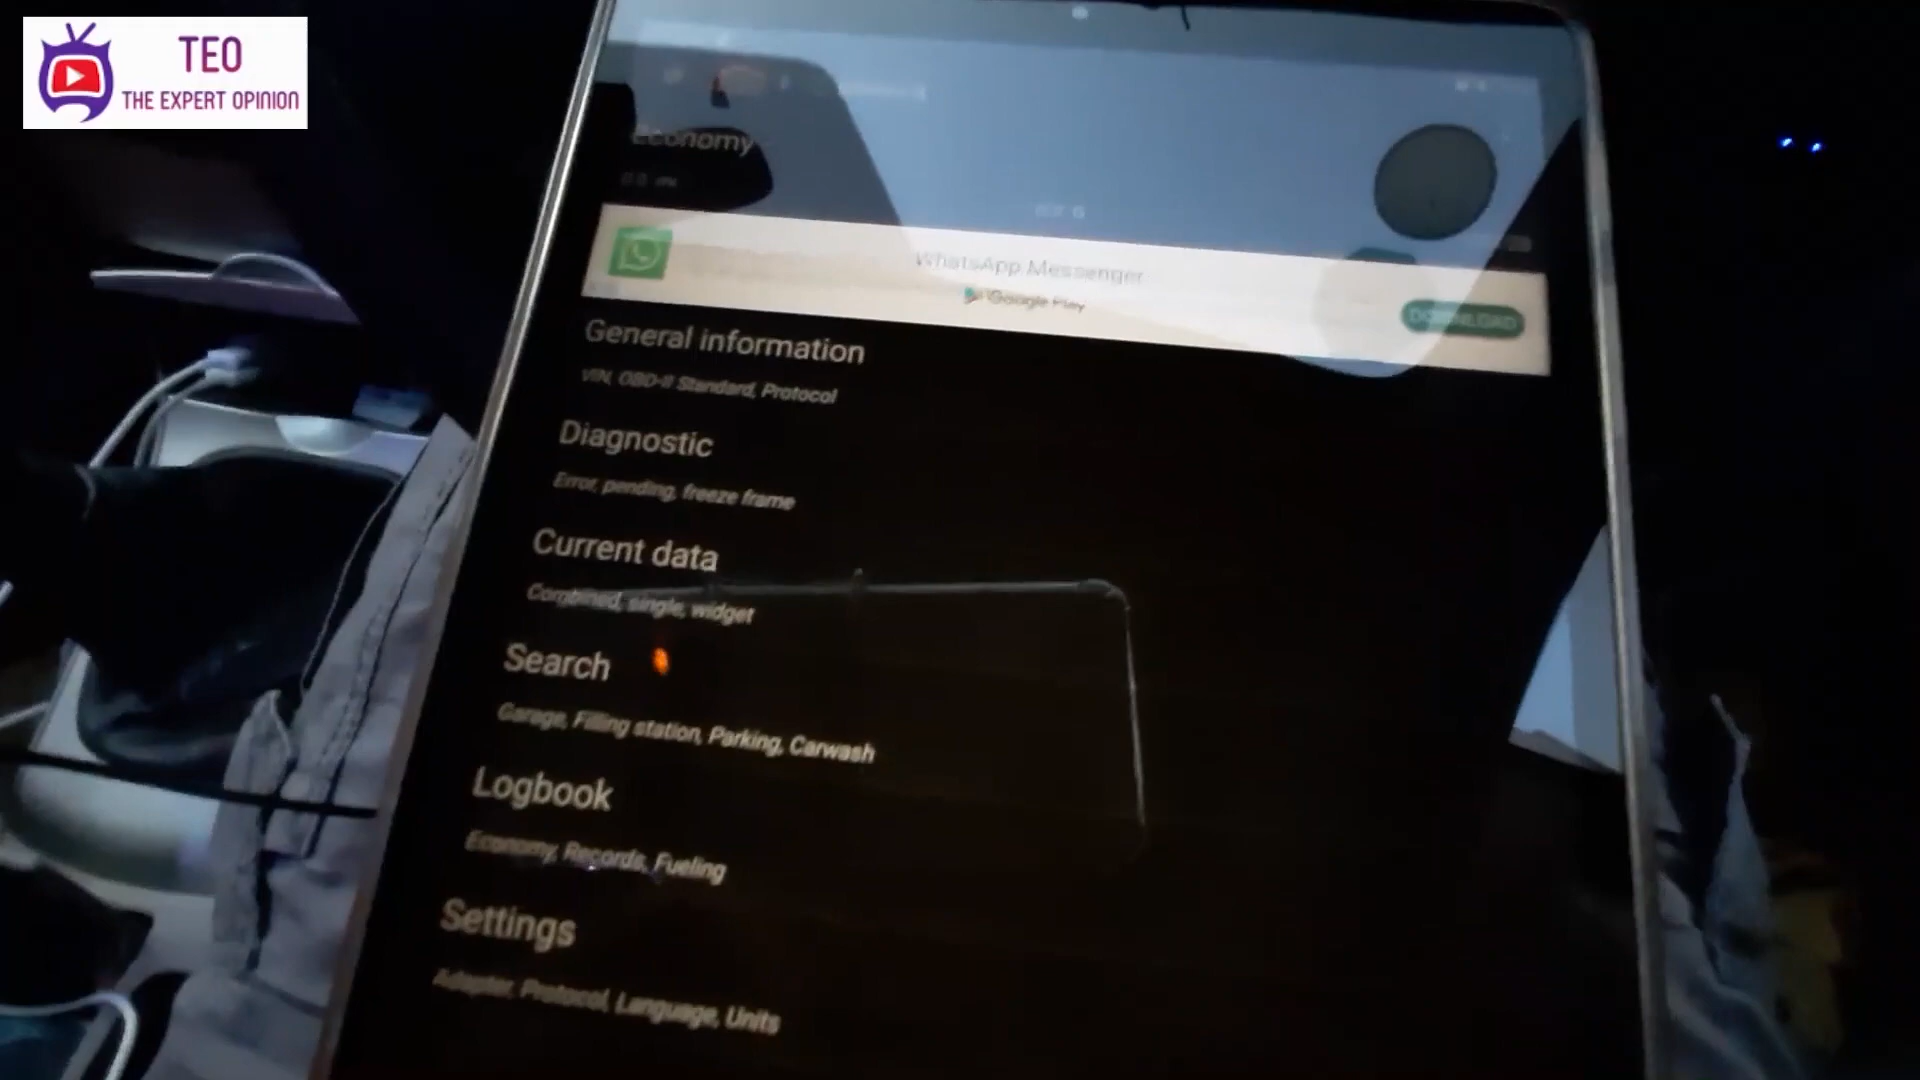 TEO
THE EXPERT OPINION
Economy
WhatsApp Messenger
Google Play
DOWNLOAD
General information
VIN, OBD-II Standard, Protocol
Diagnostic
Error, pending, freeze frame
Current data
Combined, single, widget
Search
Garage, Filling station, Parking, Carwash
Logbook
Economy, Records, Fueling
Settings
Adapter, Protocol, Language, Units